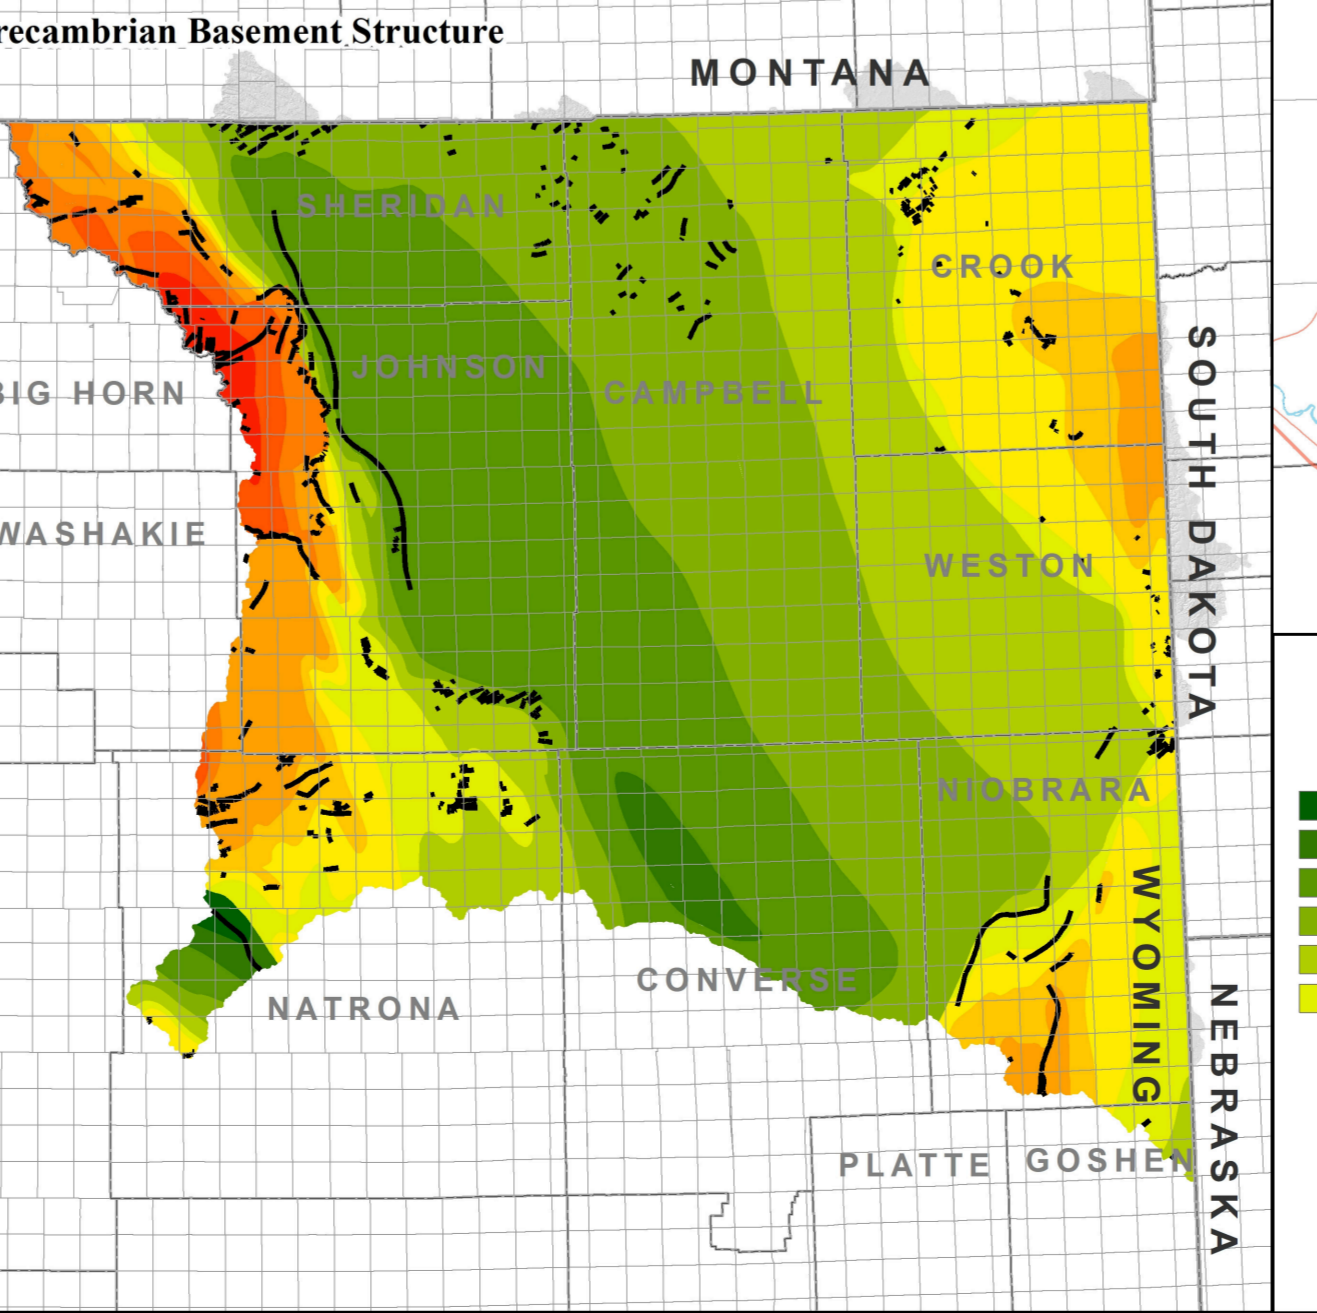 recambrian Basement Structure
MONTANA
SHERIDAN
CROOK
JOHNSON
BIG HORN
CAMPBELL
SOUTH DAKOTA
WASHAKIE
WESTON
NIOBRARA
WYOMING
CONVERSE
NATRONA
NEBRASKA
PLATTE
GOSHEN